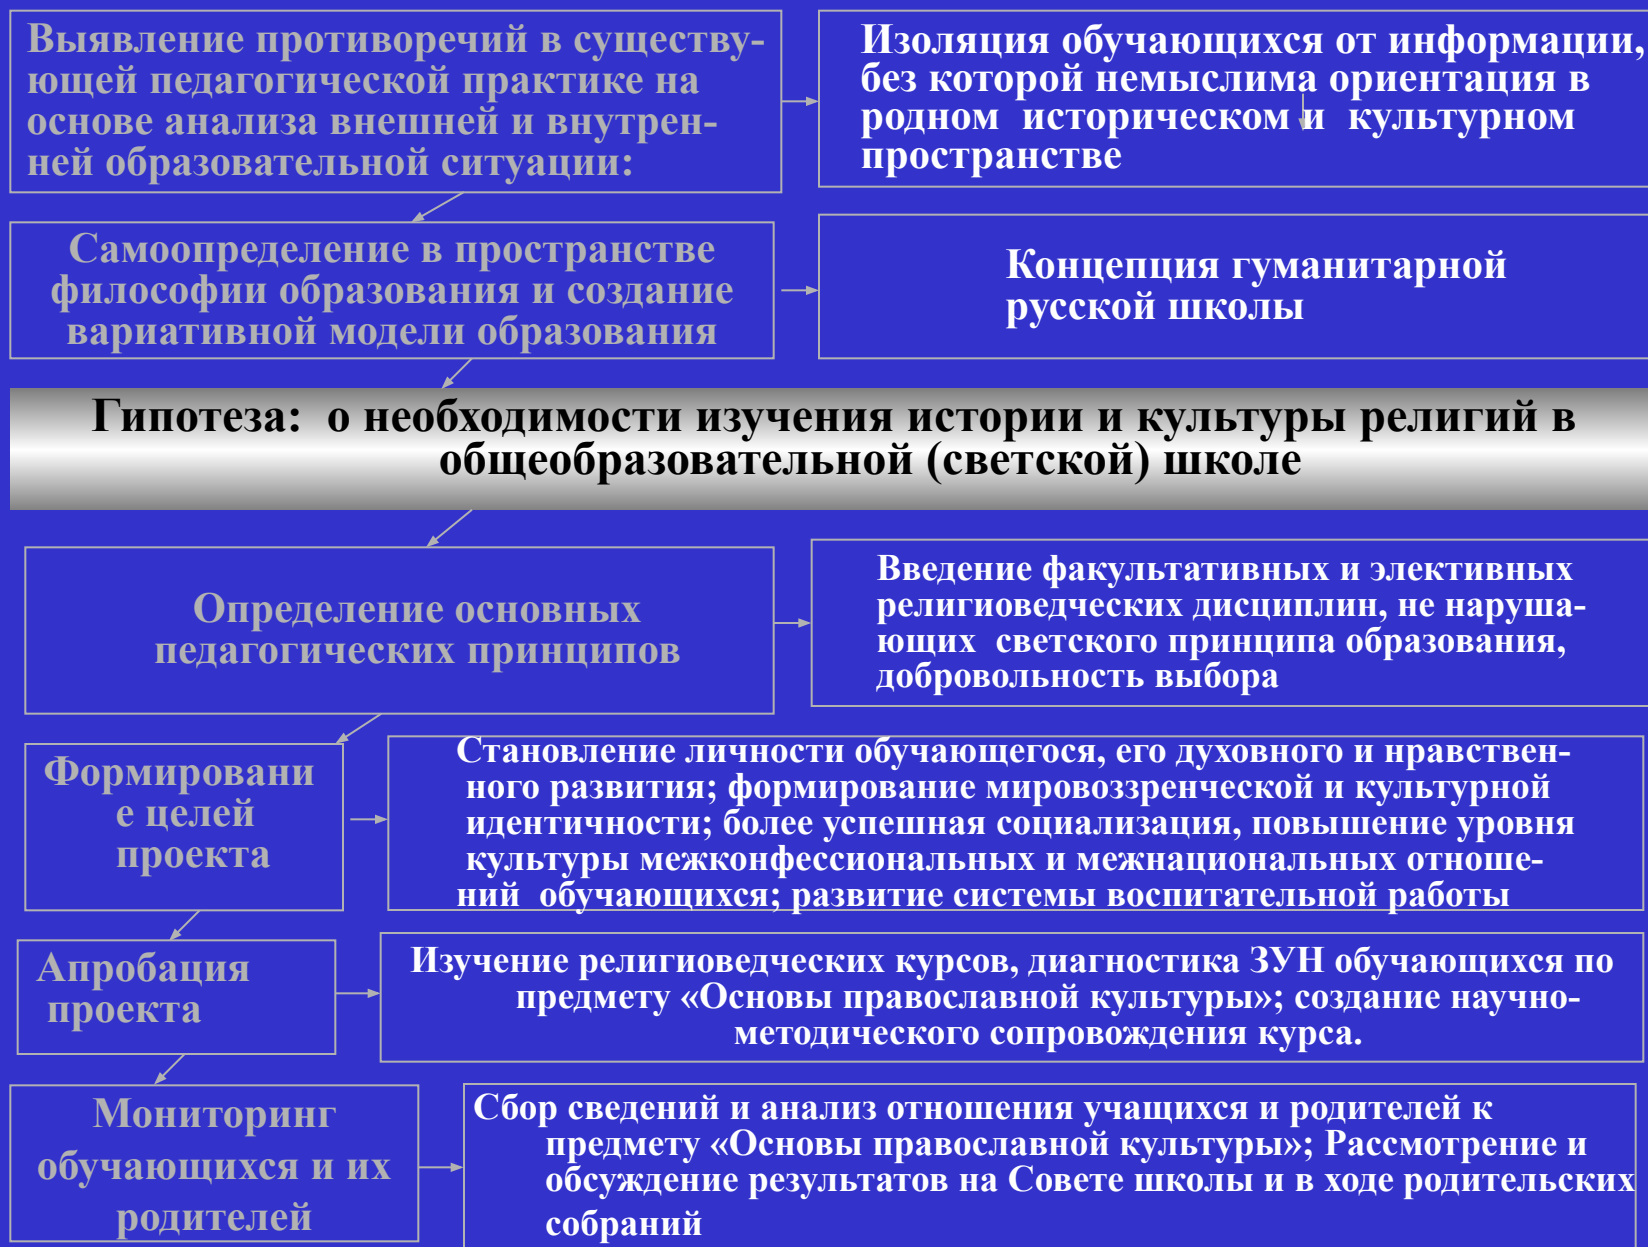 Выявление противоречий в существу-
ющей педагогической практике на
основе анализа внешней и внутрен-
ней образовательной ситуации:
Изоляция обучающихся от информации,
без которой немыслима ориентация в
родном историческом и культурном
пространстве
Самоопределение в пространстве
философии образования и создание
вариативной модели образования
Концепция гуманитарной
русской школы
Гипотеза: о необходимости изучения истории и культуры религий в
общеобразовательной (светской) школе
Определение основных
педагогических принципов
Введение факультативных и элективных
религиоведческих дисциплин, не наруша-
ющих светского принципа образования,
добровольность выбора
Формировани
е целей
проекта
Становление личности обучающегося, его духовного и нравствен-
ного развития; формирование мировоззренческой и культурной
идентичности; более успешная социализация, повышение уровня
культуры межконфессиональных и межнациональных отноше-
ний обучающихся; развитие системы воспитательной работы
Апробация
проекта
Изучение религиоведческих курсов, диагностика ЗУН обучающихся по
предмету «Основы православной культуры»; создание научно-
методического сопровождения курса.
Мониторинг
обучающихся и их
родителей
Сбор сведений и анализ отношения учащихся и родителей к
предмету «Основы православной культуры»; Рассмотрение и
обсуждение результатов на Совете школы и в ходе родительских
собраний